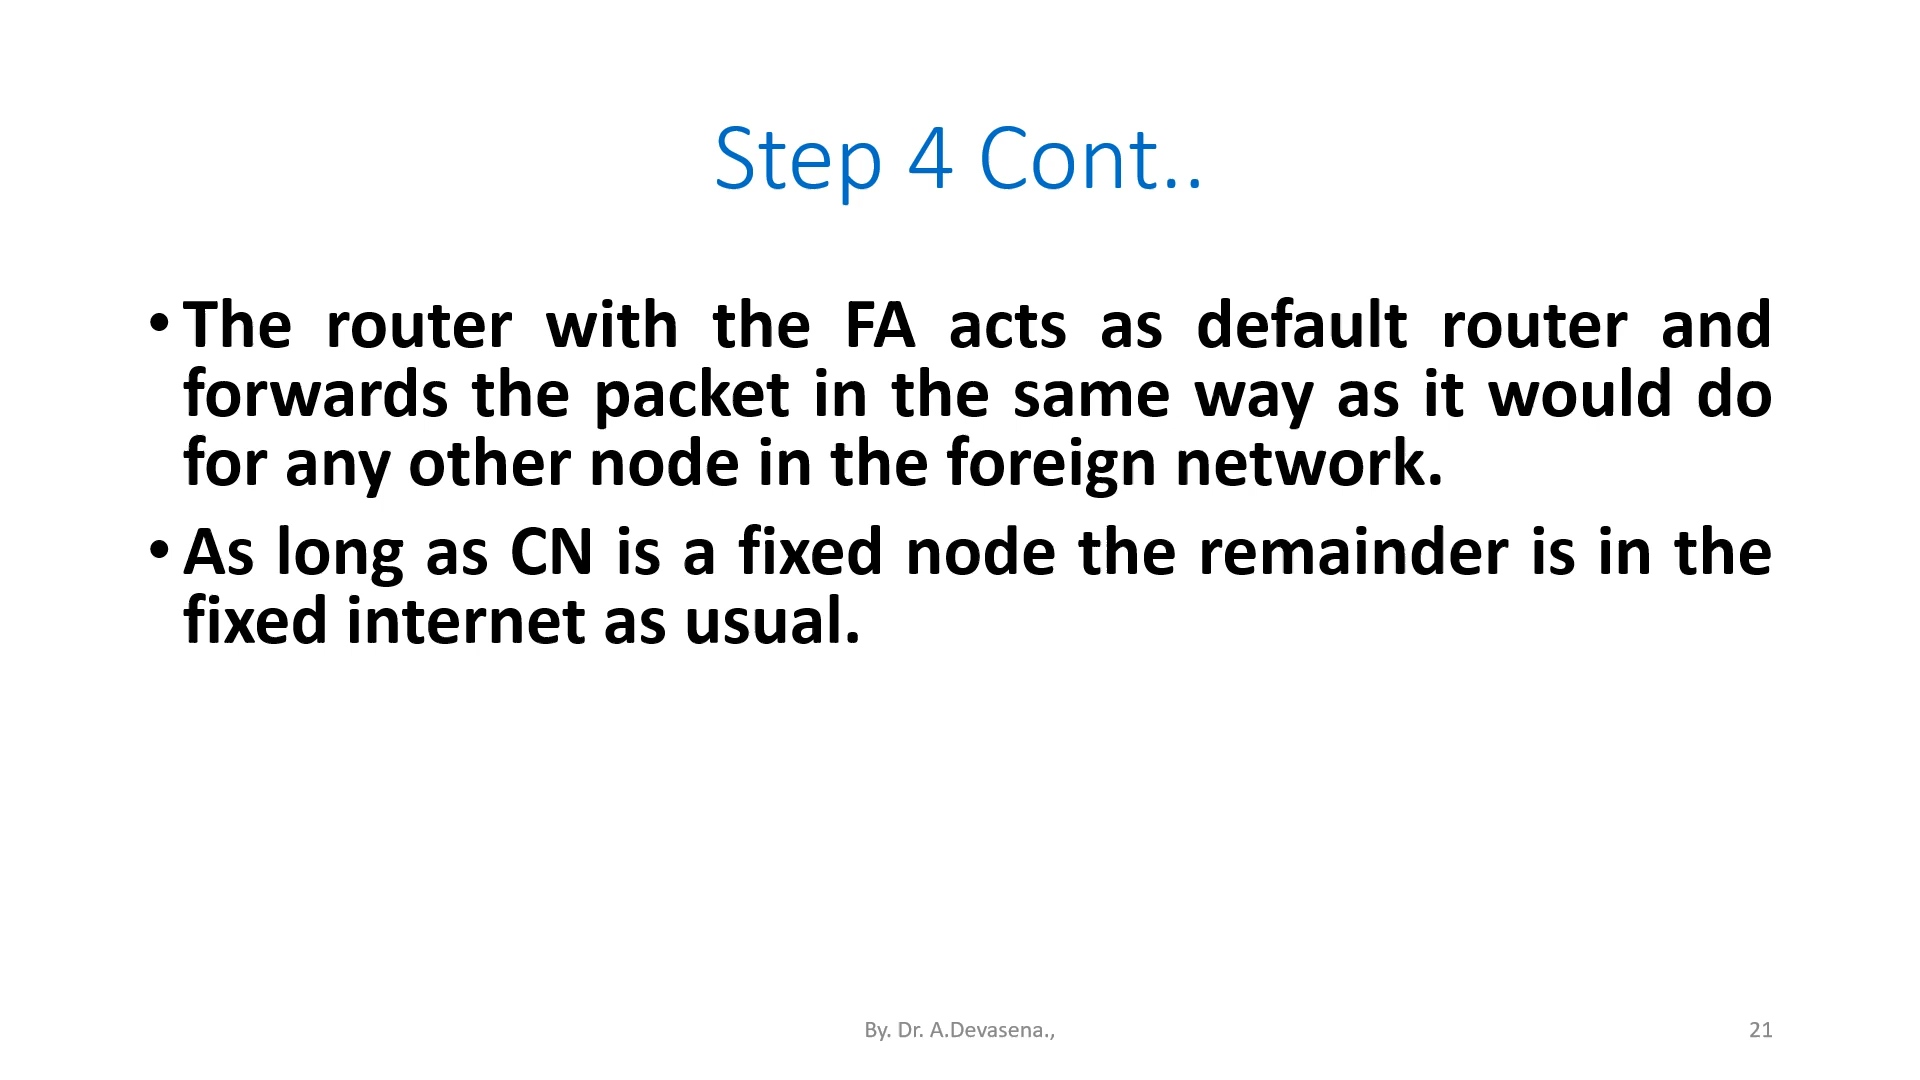 Step 4 Cont..
• The router with the FA acts as default router and
forwards the packet in the same way as it would do
for any other node in the foreign network.
• As long as CN is a fixed node the remainder is in the
fixed internet as usual.
By. Dr. A.Devasena.,
21